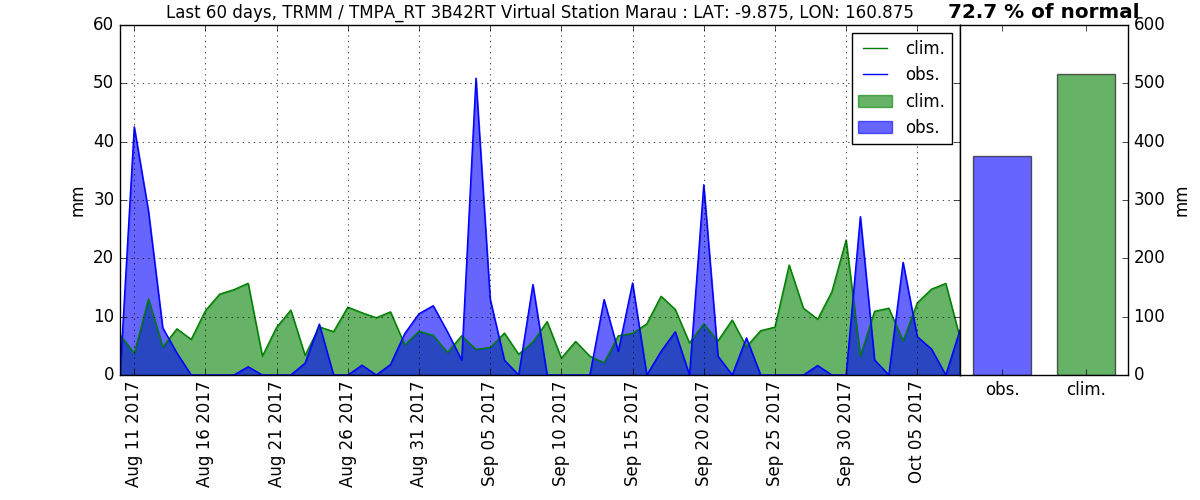 Last 60 days, TRMM / TMPA_RT 3B42RT Virtual Station Marau : LAT: -9.875, LON: 160.875
72.7 % of normal
60
50
40
30
20
10
0
mm
clim.
obs.
clim.
obs.
600
500
400
300
200
100
0
mm
obs.
clim.
Aug 11 2017
Aug 16 2017
Aug 21 2017
Aug 26 2017
Aug 31 2017
Sep 05 2017
Sep 10 2017
Sep 15 2017
Sep 20 2017
Sep 25 2017
Sep 30 2017
Oct 05 2017